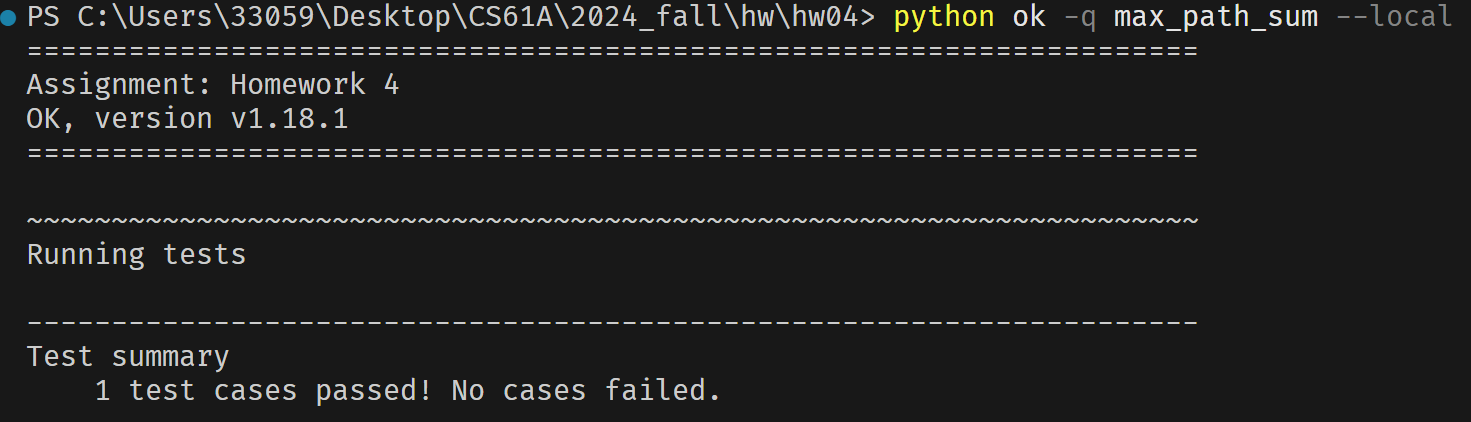 PS C:\Users\33059\Desktop\CS61A\2024_fall\hw\hw04> python ok -q max_path_sum --local
=====================================================================
Assignment: Homework 4
OK, version v1.18.1
=====================================================================
~~~~~~~~~~~~~~~~~~~~~~~~~~~~~~~~~~~~~~~~~~~~~~~~~~~~~~~~~~~~~~~~~~~~~
Running tests
---------------------------------------------------------------------
Test summary
    1 test cases passed! No cases failed.